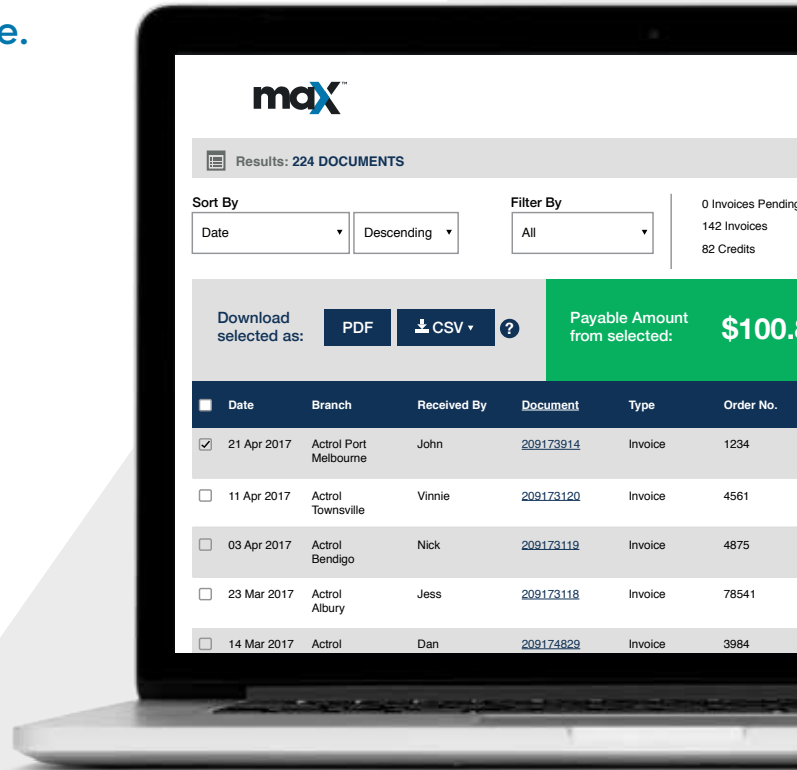 e.
maX™
Results: 224 DOCUMENTS
Sort By
Filter By
0 Invoices Pending
Date
Descending
All
142 Invoices
82 Credits
Download
selected as:
PDF
CSV
?
Payable Amount
from selected:
$100.8
Date Branch Received By Document Type Order No.
21 Apr 2017 Actrol Port Melbourne John 209173914 Invoice 1234
11 Apr 2017 Actrol Townsville Vinnie 209173120 Invoice 4561
03 Apr 2017 Actrol Bendigo Nick 209173119 Invoice 4875
23 Mar 2017 Actrol Albury Jess 209173118 Invoice 78541
14 Mar 2017 Actrol Dan 209174829 Invoice 3984